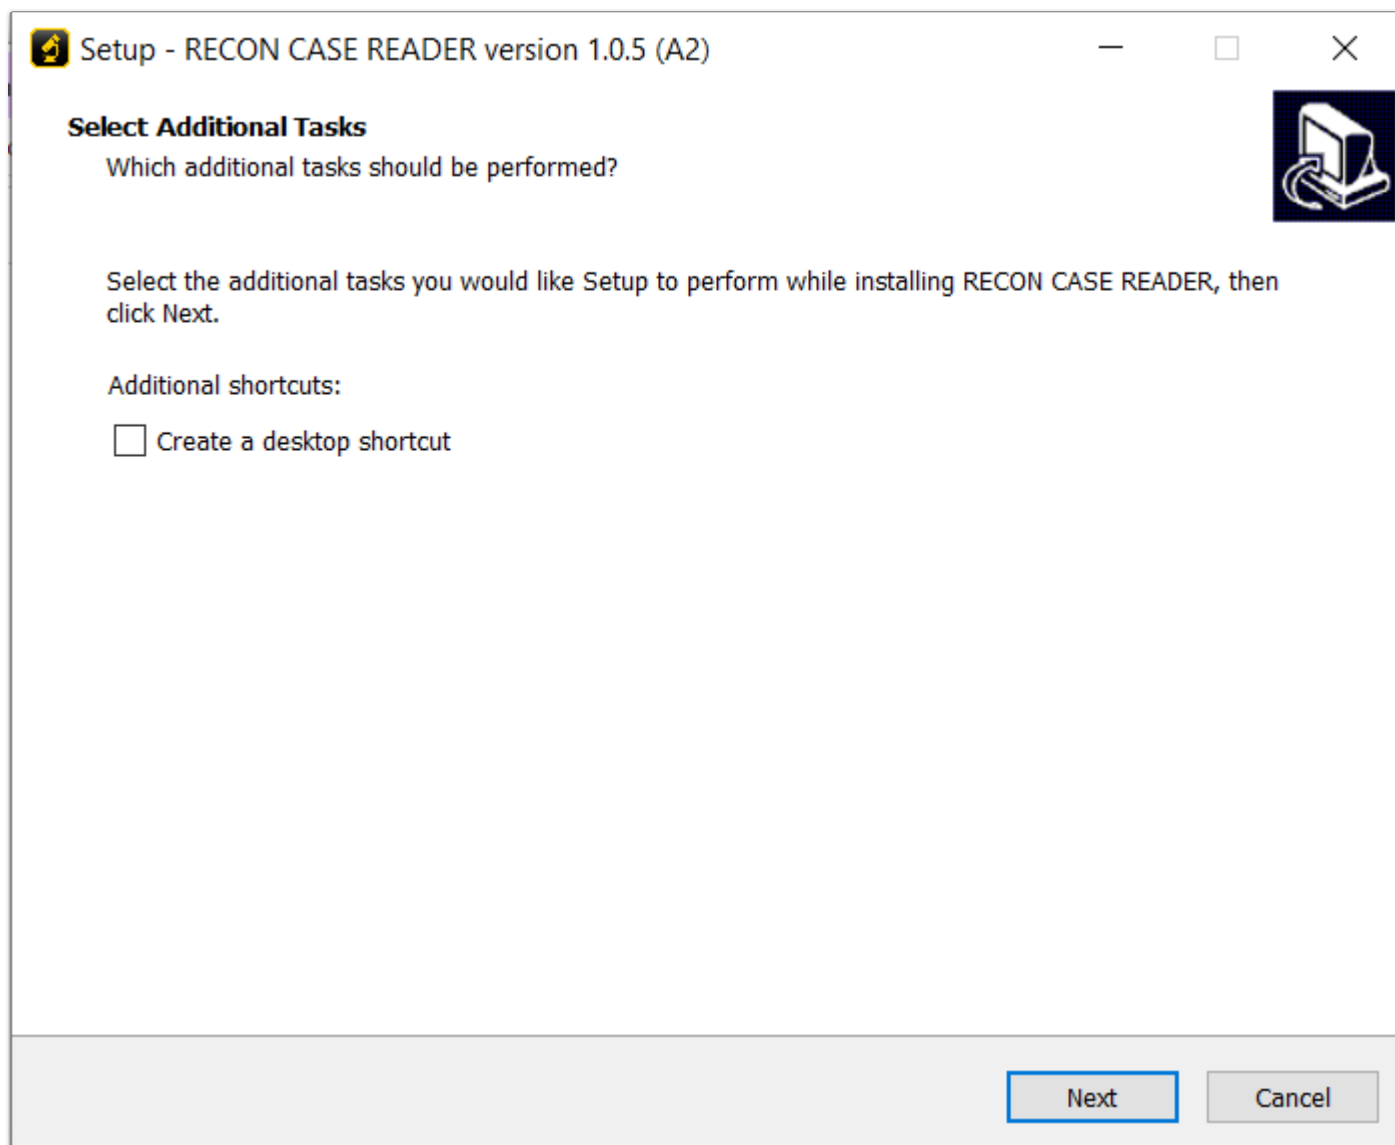 Setup - RECON CASE READER version 1.0.5 (A2)
Select Additional Tasks
Which additional tasks should be performed?
Select the additional tasks you would like Setup to perform while installing RECON CASE READER, then
click Next.
Additional shortcuts:
Create a desktop shortcut
Next
Cancel